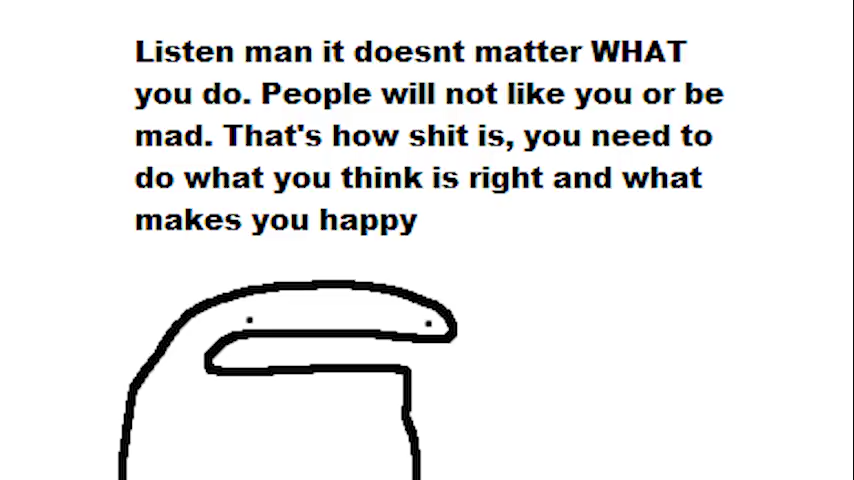 Listen man it doesnt matter WHAT
you do. People will not like you or be
mad. That's how shit is, you need to
do what you think is right and what
makes you happy